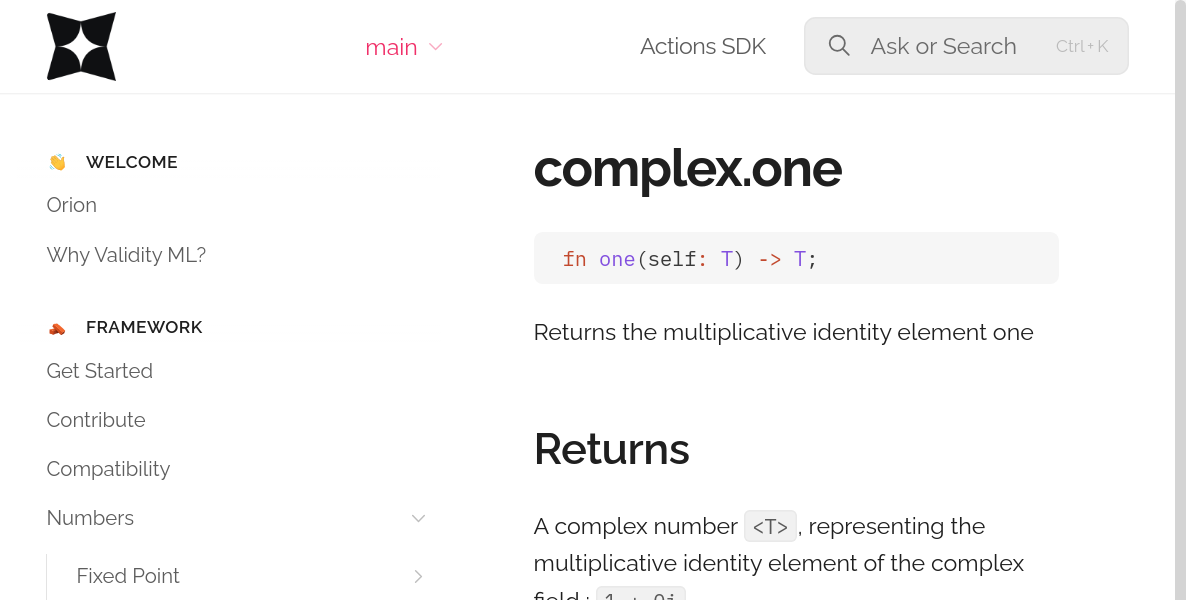 main
Actions SDK
Ask or Search
Ctrl + K
WELCOME
Orion
Why Validity ML?
FRAMEWORK
Get Started
Contribute
Compatibility
Numbers
Fixed Point
complex.one
fn one(self: T) -> T;
Returns the multiplicative identity element one
Returns
A complex number <T>, representing the
multiplicative identity element of the complex
field : 1 + 0i